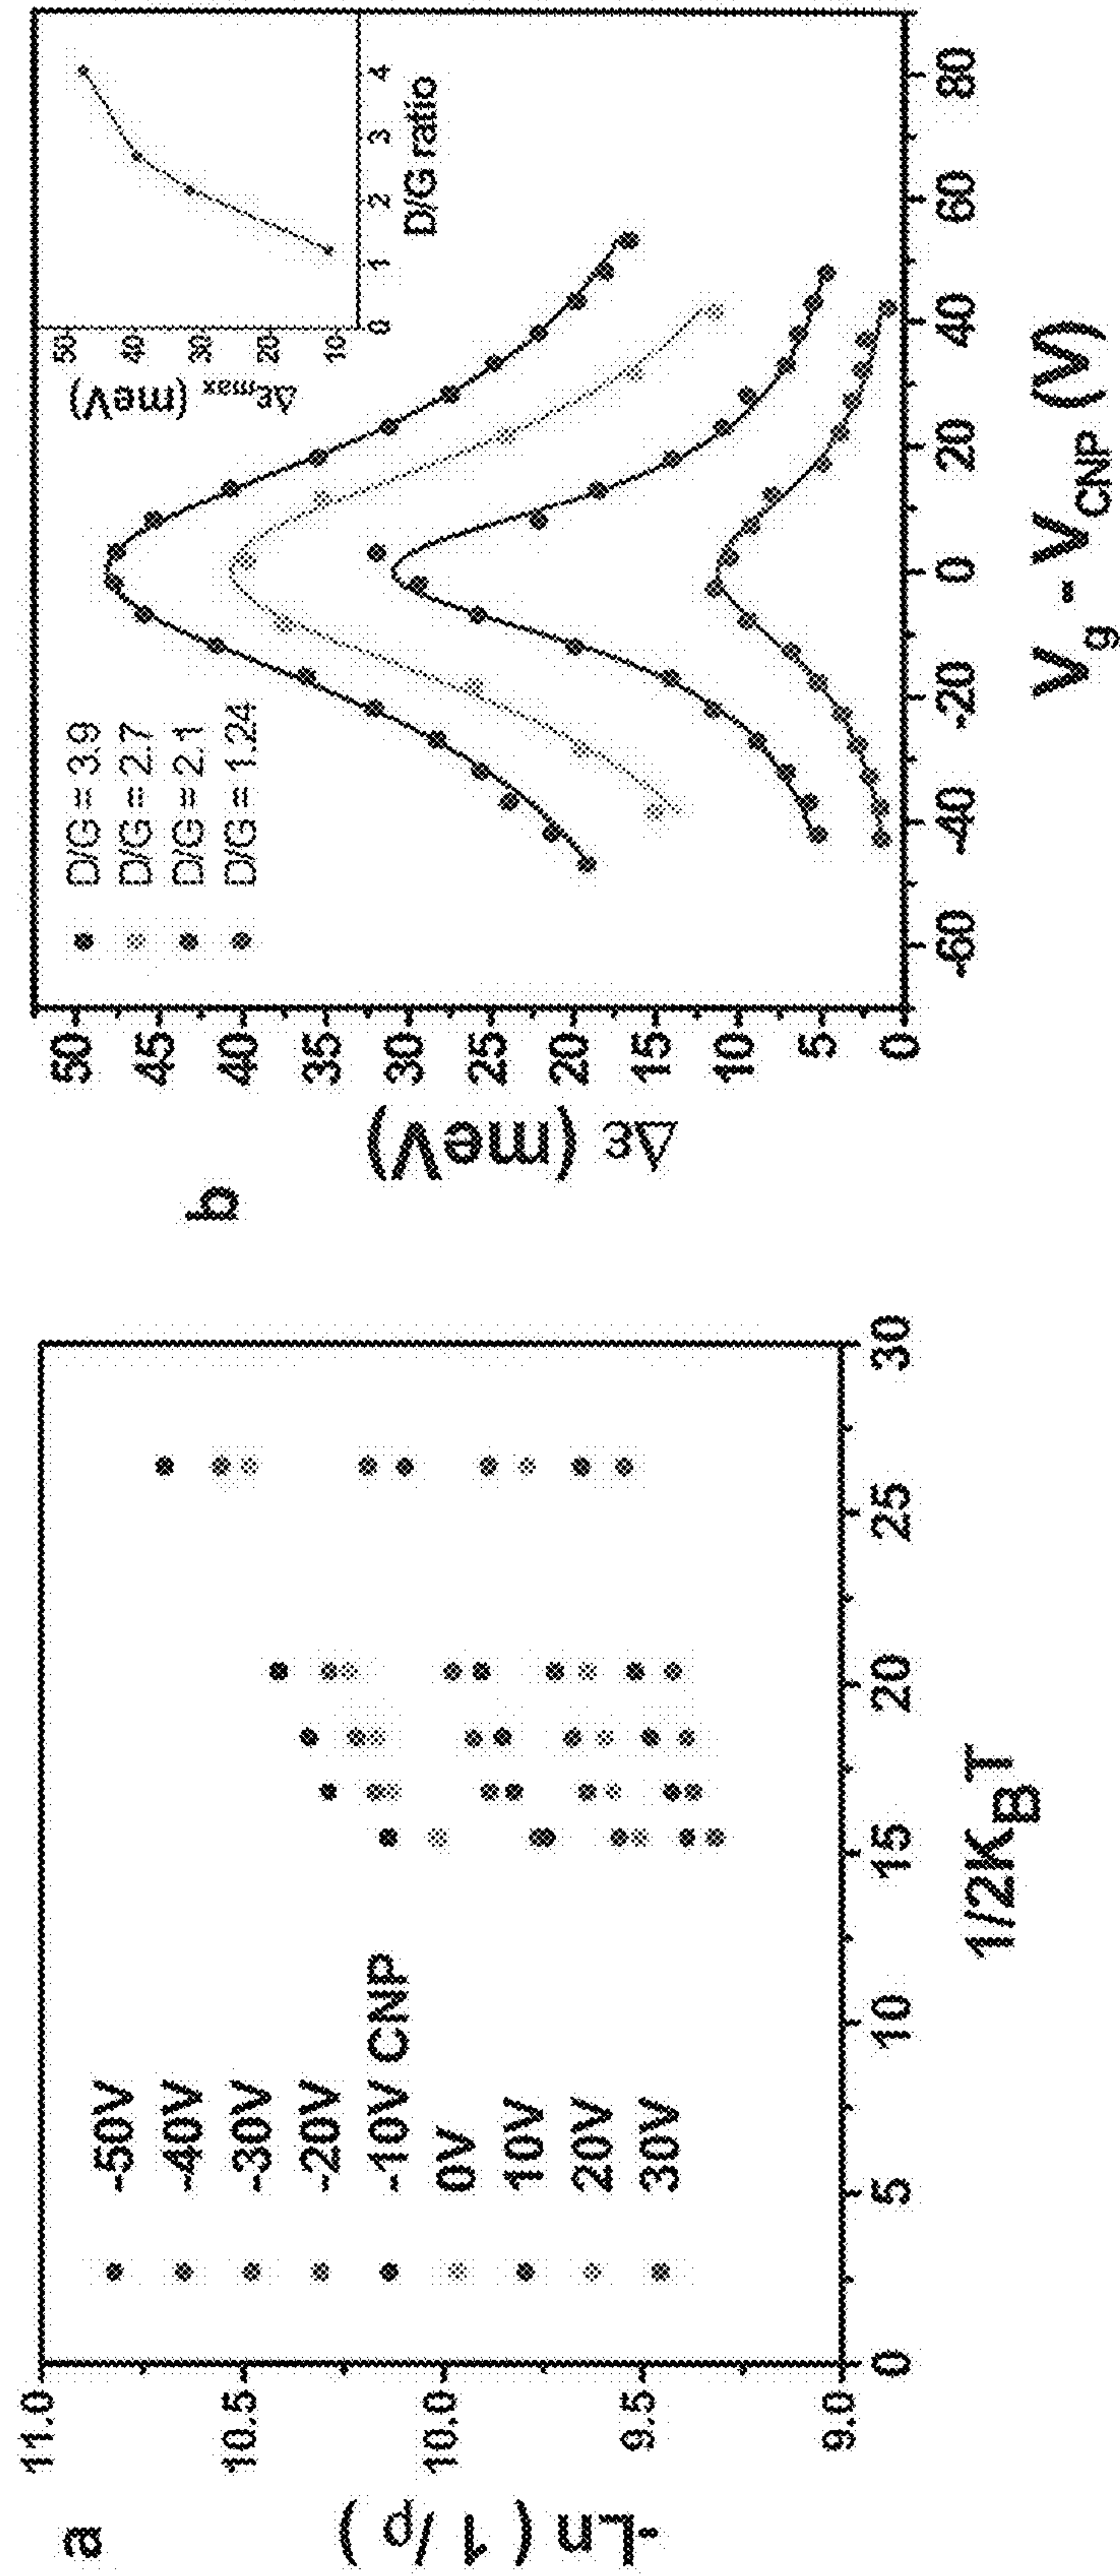 a
-Ln ( 1/ρ )
11.0
10.5
10.0
9.5
9.0
-50V
-40V
-30V
-20V
-10V CNP
0V
10V
20V
30V
0 5 10 15 20 25 30
1/2K_BT
b
Δε (meV)
50
45
40
35
30
25
20
15
10
5
0
D/G = 3.9
D/G = 2.7
D/G = 2.1
D/G = 1.24
-60 -40 -20 0 20 40 60 80
V_g - V_CNP (V)
Δε_max (meV)
50
40
30
20
10
0 1 2 3 4
D/G ratio